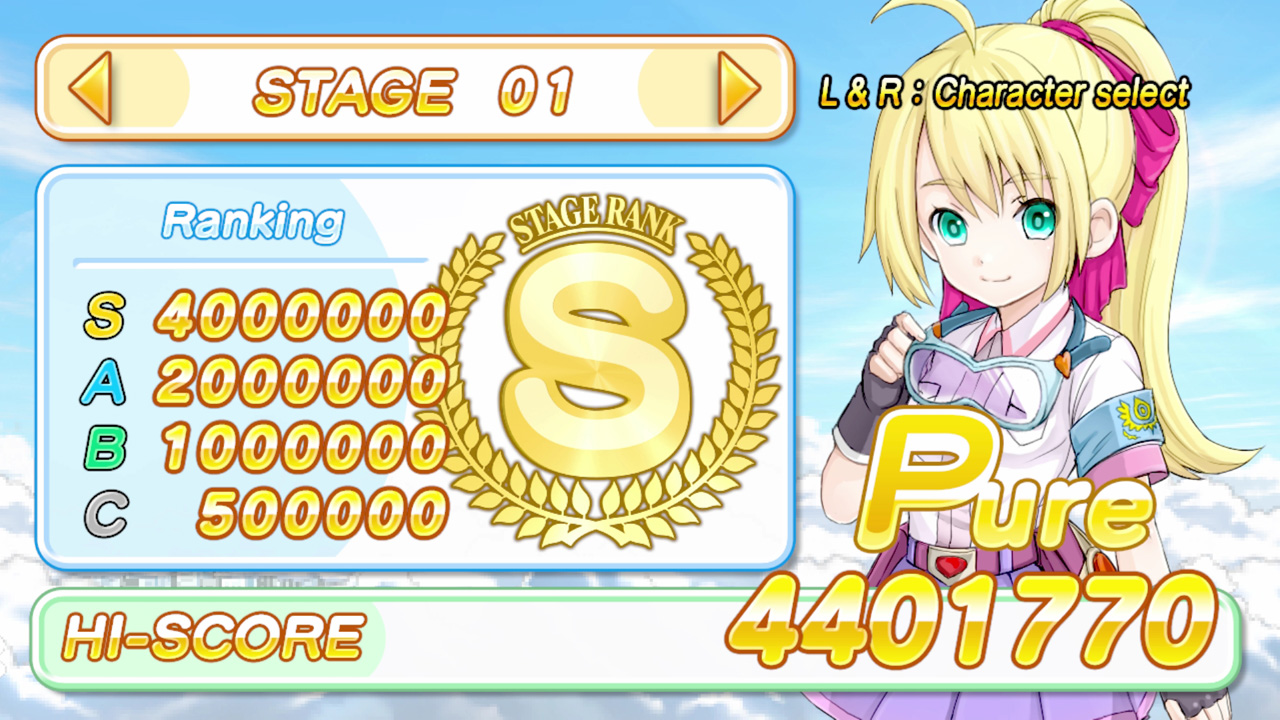 STAGE 01
L & R : Character select
Ranking
STAGE RANK
S
S 4000000
A 2000000
B 1000000
C 500000
Pure
HI-SCORE 4401770